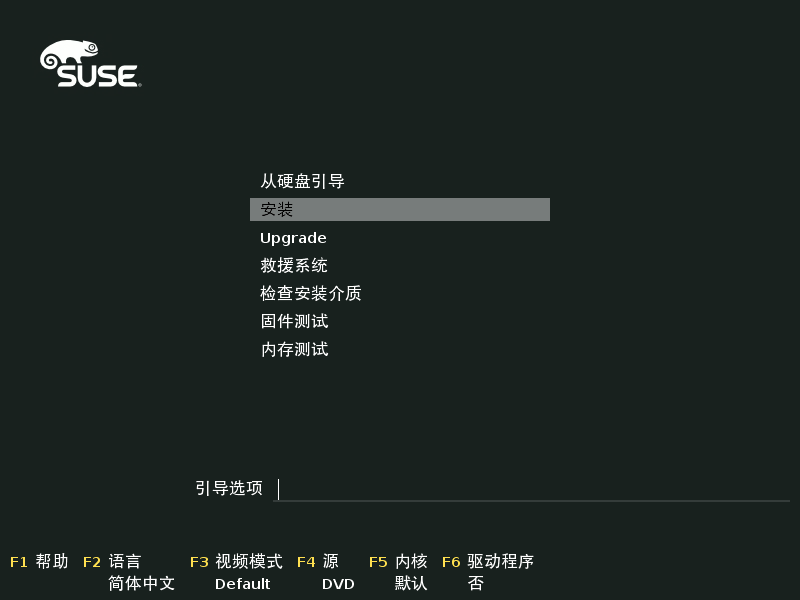 SUSE
从硬盘引导
安装
Upgrade
救援系统
检查安装介质
固件测试
内存测试
引导选项
F1 帮助 F2 语言 F3 视频模式 F4 源 F5 内核 F6 驱动程序
简体中文 Default DVD 默认 否